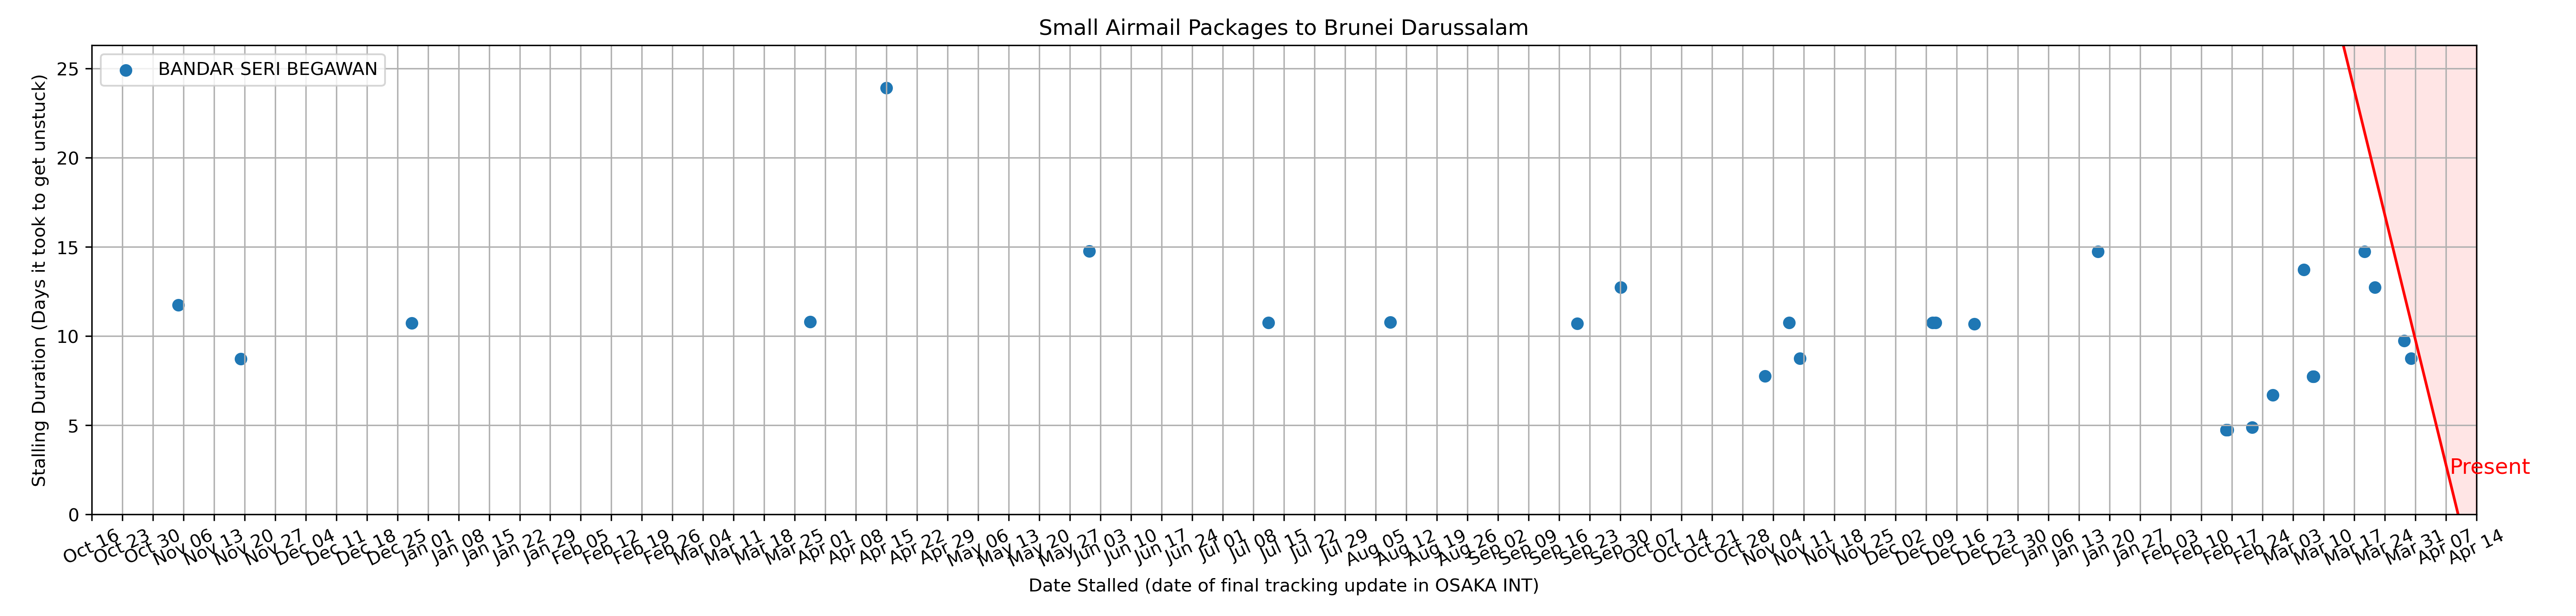 Small Airmail Packages to Brunei Darussalam
BANDAR SERI BEGAWAN
Stalling Duration (Days it took to get unstuck)
25
20
15
10
5
0
Present
Oct 16 Oct 23 Oct 30 Nov 06 Nov 13 Nov 20 Nov 27 Dec 04 Dec 11 Dec 18 Dec 25 Jan 01 Jan 08 Jan 15 Jan 22 Jan 29 Feb 05 Feb 12 Feb 19 Feb 26 Mar 04 Mar 11 Mar 18 Mar 25 Apr 01 Apr 08 Apr 15 Apr 22 Apr 29 May 06 May 13 May 20 May 27 Jun 03 Jun 10 Jun 17 Jun 24 Jul 01 Jul 08 Jul 15 Jul 22 Jul 29 Aug 05 Aug 12 Aug 19 Aug 26 Sep 02 Sep 09 Sep 16 Sep 23 Sep 30 Oct 07 Oct 14 Oct 21 Oct 28 Nov 04 Nov 11 Nov 18 Nov 25 Dec 02 Dec 09 Dec 16 Dec 23 Dec 30 Jan 06 Jan 13 Jan 20 Jan 27 Feb 03 Feb 10 Feb 17 Feb 24 Mar 03 Mar 10 Mar 17 Mar 24 Mar 31 Apr 07 Apr 14
Date Stalled (date of final tracking update in OSAKA INT)